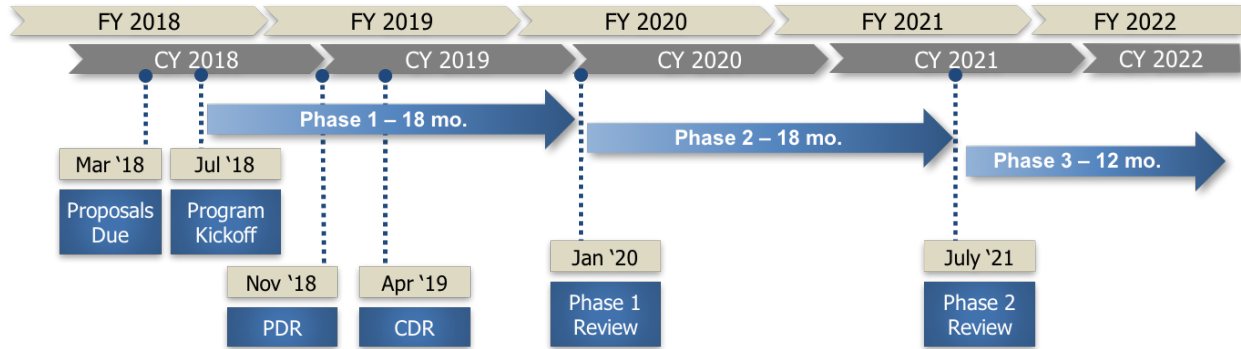 FY 2018 FY 2019 FY 2020 FY 2021 FY 2022
CY 2018 CY 2019 CY 2020 CY 2021 CY 2022
Phase 1 – 18 mo.
Phase 2 – 18 mo.
Phase 3 – 12 mo.
Mar ‘18
Proposals
Due
Jul ‘18
Program
Kickoff
Nov ‘18
PDR
Apr ‘19
CDR
Jan ‘20
Phase 1
Review
July ‘21
Phase 2
Review